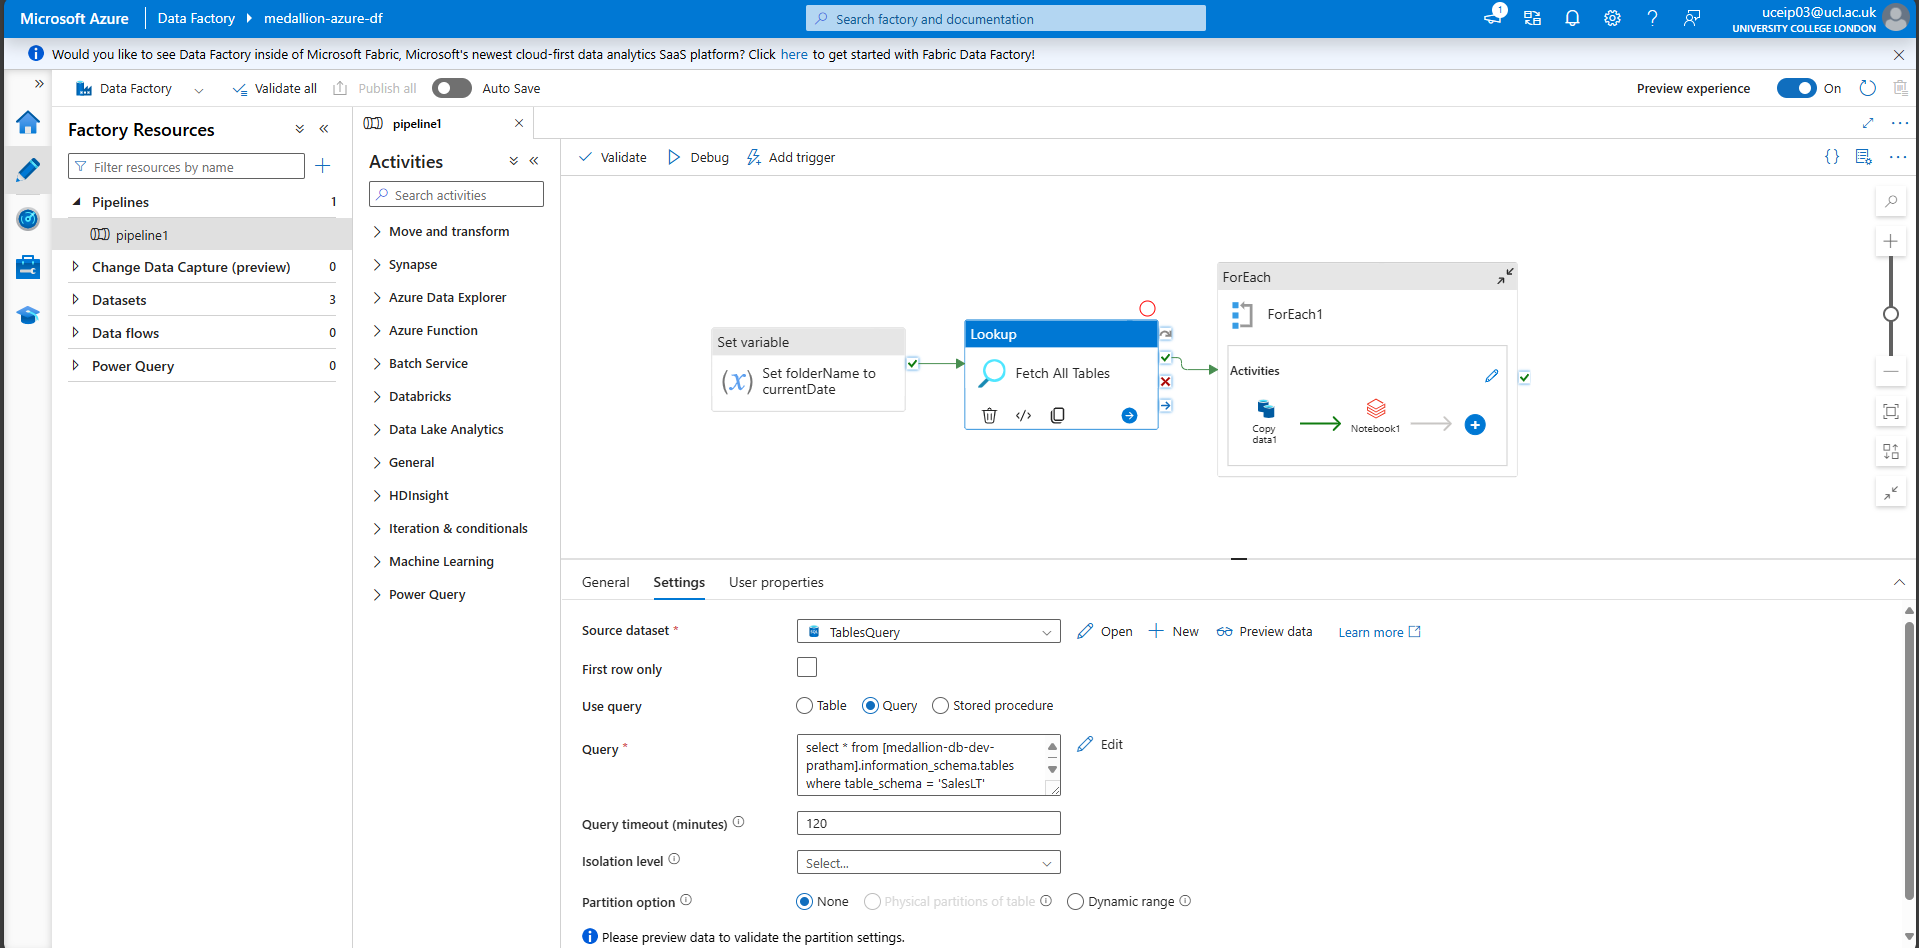 Microsoft Azure
Data Factory
medallion-azure-df
Search factory and documentation
1
uceip03@ucl.ac.uk
UNIVERSITY COLLEGE LONDON
Would you like to see Data Factory inside of Microsoft Fabric, Microsoft's newest cloud-first data analytics SaaS platform? Click here to get started with Fabric Data Factory!
Data Factory
Validate all
Publish all
Auto Save
Preview experience
On
Factory Resources
Filter resources by name
Pipelines 1
pipeline1
Change Data Capture (preview) 0
Datasets 3
Data flows 0
Power Query 0
pipeline1
Activities
Search activities
Move and transform
Synapse
Azure Data Explorer
Azure Function
Batch Service
Databricks
Data Lake Analytics
General
HDInsight
Iteration & conditionals
Machine Learning
Power Query
Validate
Debug
Add trigger
Set variable
(x)
Set folderName to
currentDate
Lookup
Fetch All Tables
ForEach
ForEach1
Activities
Copy
data1
Notebook1
General
Settings
User properties
Source dataset *
TablesQuery
Open
New
Preview data
Learn more
First row only
Use query
Table
Query
Stored procedure
Query *
select * from [medallion-db-dev-
pratham].information_schema.tables
where table_schema = 'SalesLT'
Edit
Query timeout (minutes)
120
Isolation level
Select...
Partition option
None
Physical partitions of table
Dynamic range
Please preview data to validate the partition settings.